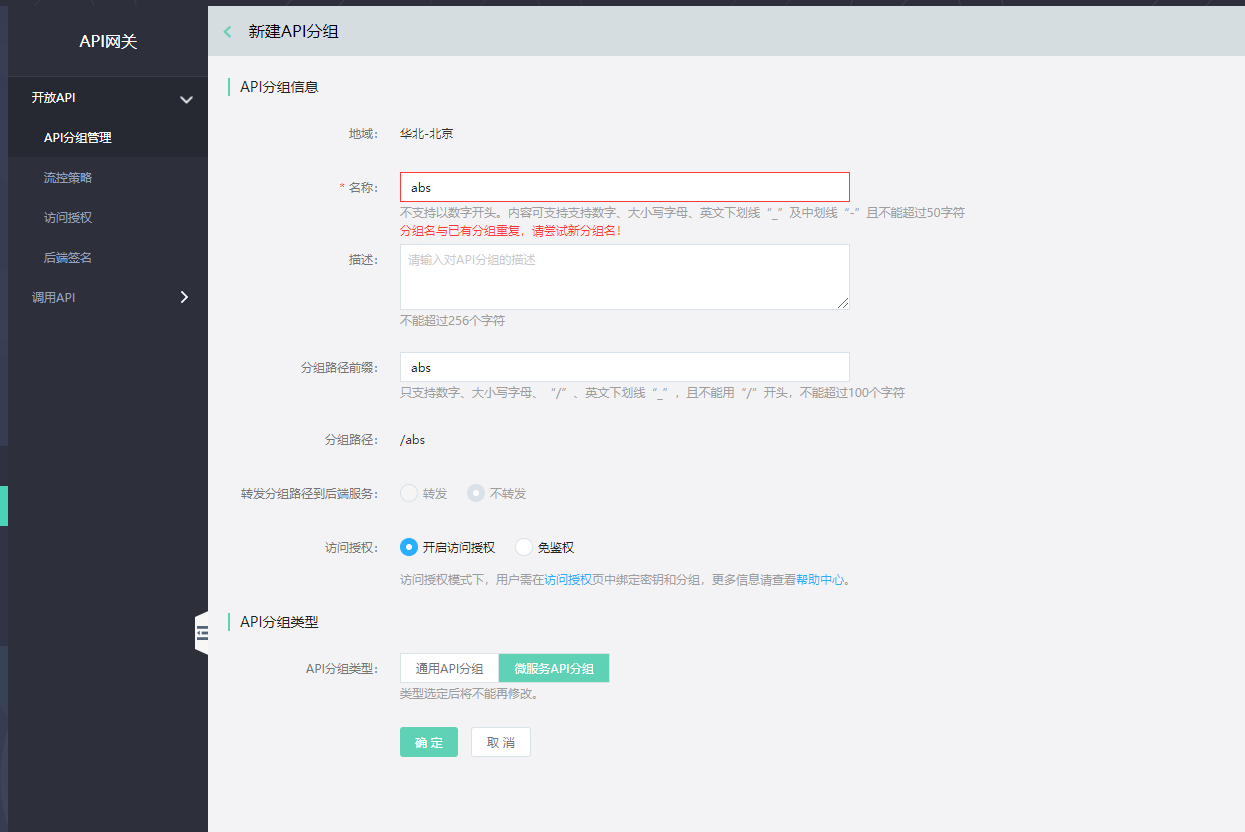 API网关
开放API
API分组管理
流控策略
访问授权
后端签名
调用API
新建API分组
API分组信息
地域： 华北-北京
* 名称： abs
不支持以数字开头。内容可支持支持数字、大小写字母、英文下划线“_”及中划线“-”且不能超过50字符
分组名与已有分组重复，请尝试新分组名！
描述： 请输入对API分组的描述
不能超过256个字符
分组路径前缀： abs
只支持数字、大小写字母、“/”、英文下划线“_”，且不能用“/”开头，不能超过100个字符
分组路径： /abs
转发分组路径到后端服务： 转发 不转发
访问授权： 开启访问授权 免鉴权
访问授权模式下，用户需在访问授权页中绑定密钥和分组，更多信息请查看帮助中心。
API分组类型
API分组类型： 通用API分组 微服务API分组
类型选定后将不能再修改。
确 定 取 消